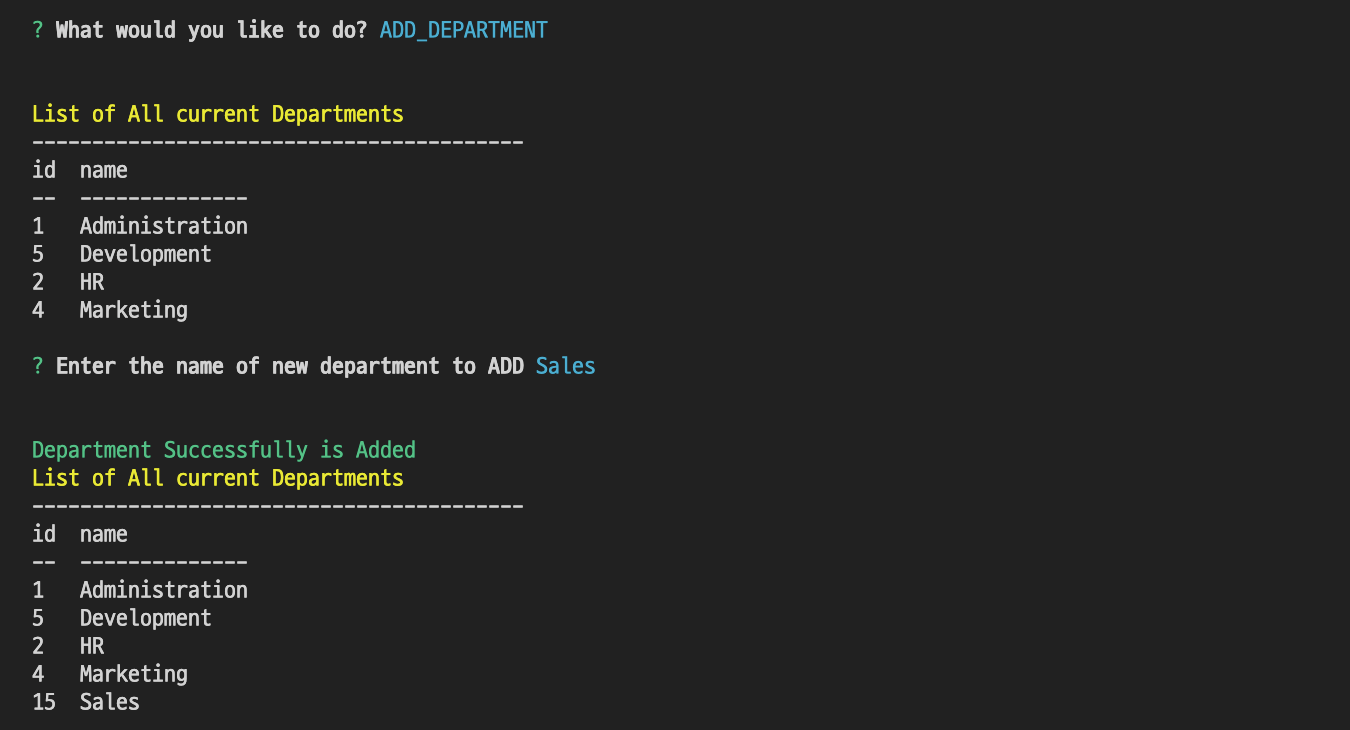 ? What would you like to do? ADD_DEPARTMENT
List of All current Departments
-----------------------------------------
id  name
--  --------------
1   Administration
5   Development
2   HR
4   Marketing
? Enter the name of new department to ADD Sales
Department Successfully is Added
List of All current Departments
-----------------------------------------
id  name
--  --------------
1   Administration
5   Development
2   HR
4   Marketing
15  Sales